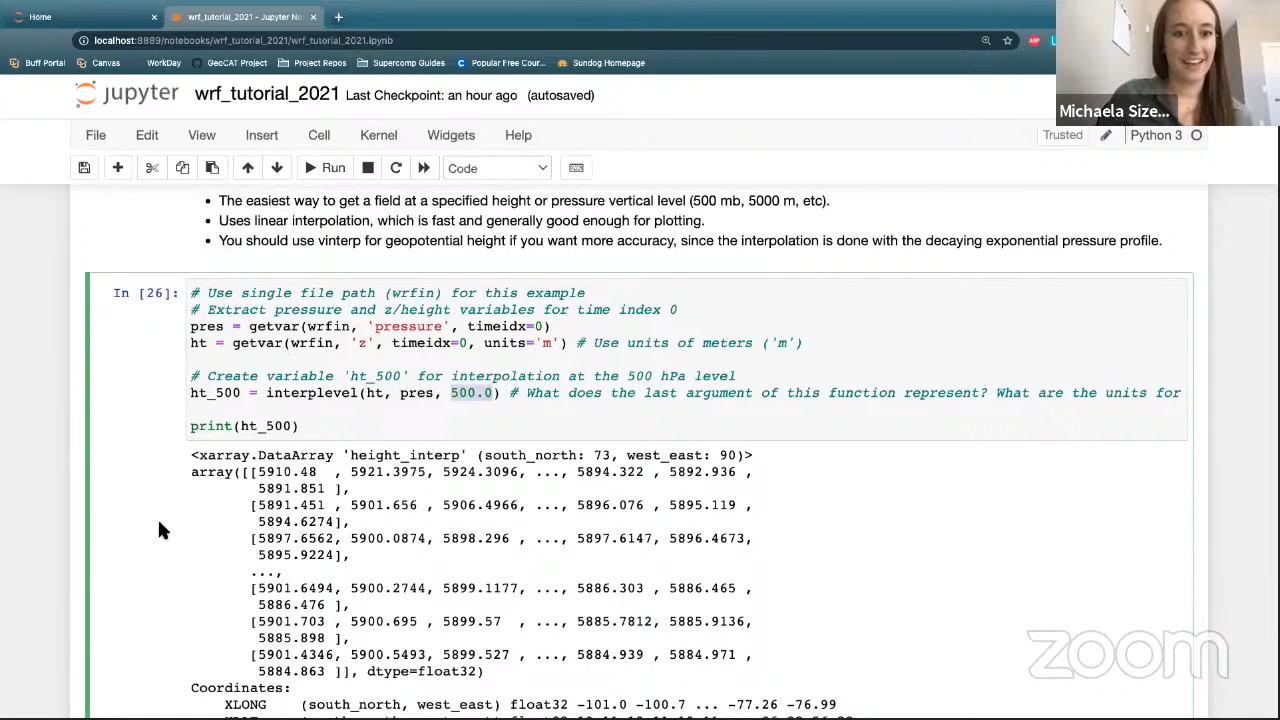 Home
wrf_tutorial_2021 - Jupyter No
localhost:8889/notebooks/wrf_tutorial_2021/wrf_tutorial_2021.ipynb
Buff Portal Canvas WorkDay GeoCAT Project Project Repos Supercomp Guides Popular Free Cour... Sundog Homepage
jupyter wrf_tutorial_2021 Last Checkpoint: an hour ago (autosaved)
Michaela Size...
File Edit View Insert Cell Kernel Widgets Help Trusted Python 3
Run Code
The easiest way to get a field at a specified height or pressure vertical level (500 mb, 5000 m, etc).
Uses linear interpolation, which is fast and generally good enough for plotting.
You should use vinterp for geopotential height if you want more accuracy, since the interpolation is done with the decaying exponential pressure profile.
In [26]: # Use single file path (wrfin) for this example
# Extract pressure and z/height variables for time index 0
pres = getvar(wrfin, 'pressure', timeidx=0)
ht = getvar(wrfin, 'z', timeidx=0, units='m') # Use units of meters ('m')
# Create variable 'ht_500' for interpolation at the 500 hPa level
ht_500 = interplevel(ht, pres, 500.0) # What does the last argument of this function represent? What are the units for
print(ht_500)
<xarray.DataArray 'height_interp' (south_north: 73, west_east: 90)>
array([[5910.48 , 5921.3975, 5924.3096, ..., 5894.322 , 5892.936 ,
5891.851 ],
[5891.451 , 5901.656 , 5906.4966, ..., 5896.076 , 5895.119 ,
5894.6274],
[5897.6562, 5900.0874, 5898.296 , ..., 5897.6147, 5896.4673,
5895.9224],
...,
[5901.6494, 5900.2744, 5899.1177, ..., 5886.303 , 5886.465 ,
5886.476 ],
[5901.703 , 5900.695 , 5899.57 , ..., 5885.7812, 5885.9136,
5885.898 ],
[5901.4346, 5900.5493, 5899.527 , ..., 5884.939 , 5884.971 ,
5884.863 ]], dtype=float32)
Coordinates:
XLONG (south_north, west_east) float32 -101.0 -100.7 ... -77.26 -76.99
zoom